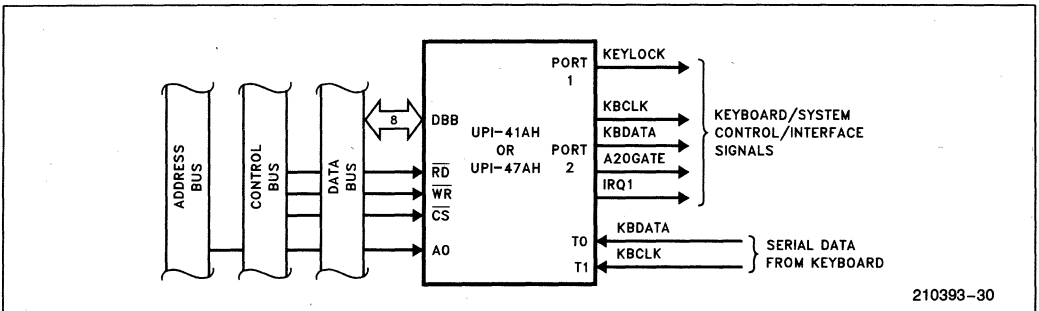 ADDRESS
BUS
CONTROL
BUS
DATA
BUS
8
DBB
RD
WR
CS
A0
UPI-41AH
OR
UPI-47AH
PORT
1
PORT
2
T0
T1
KEYLOCK
KBCLK
KBDATA
A20GATE
IRQ1
KBDATA
KBCLK
KEYBOARD/SYSTEM
CONTROL/INTERFACE
SIGNALS
SERIAL DATA
FROM KEYBOARD
210393-30